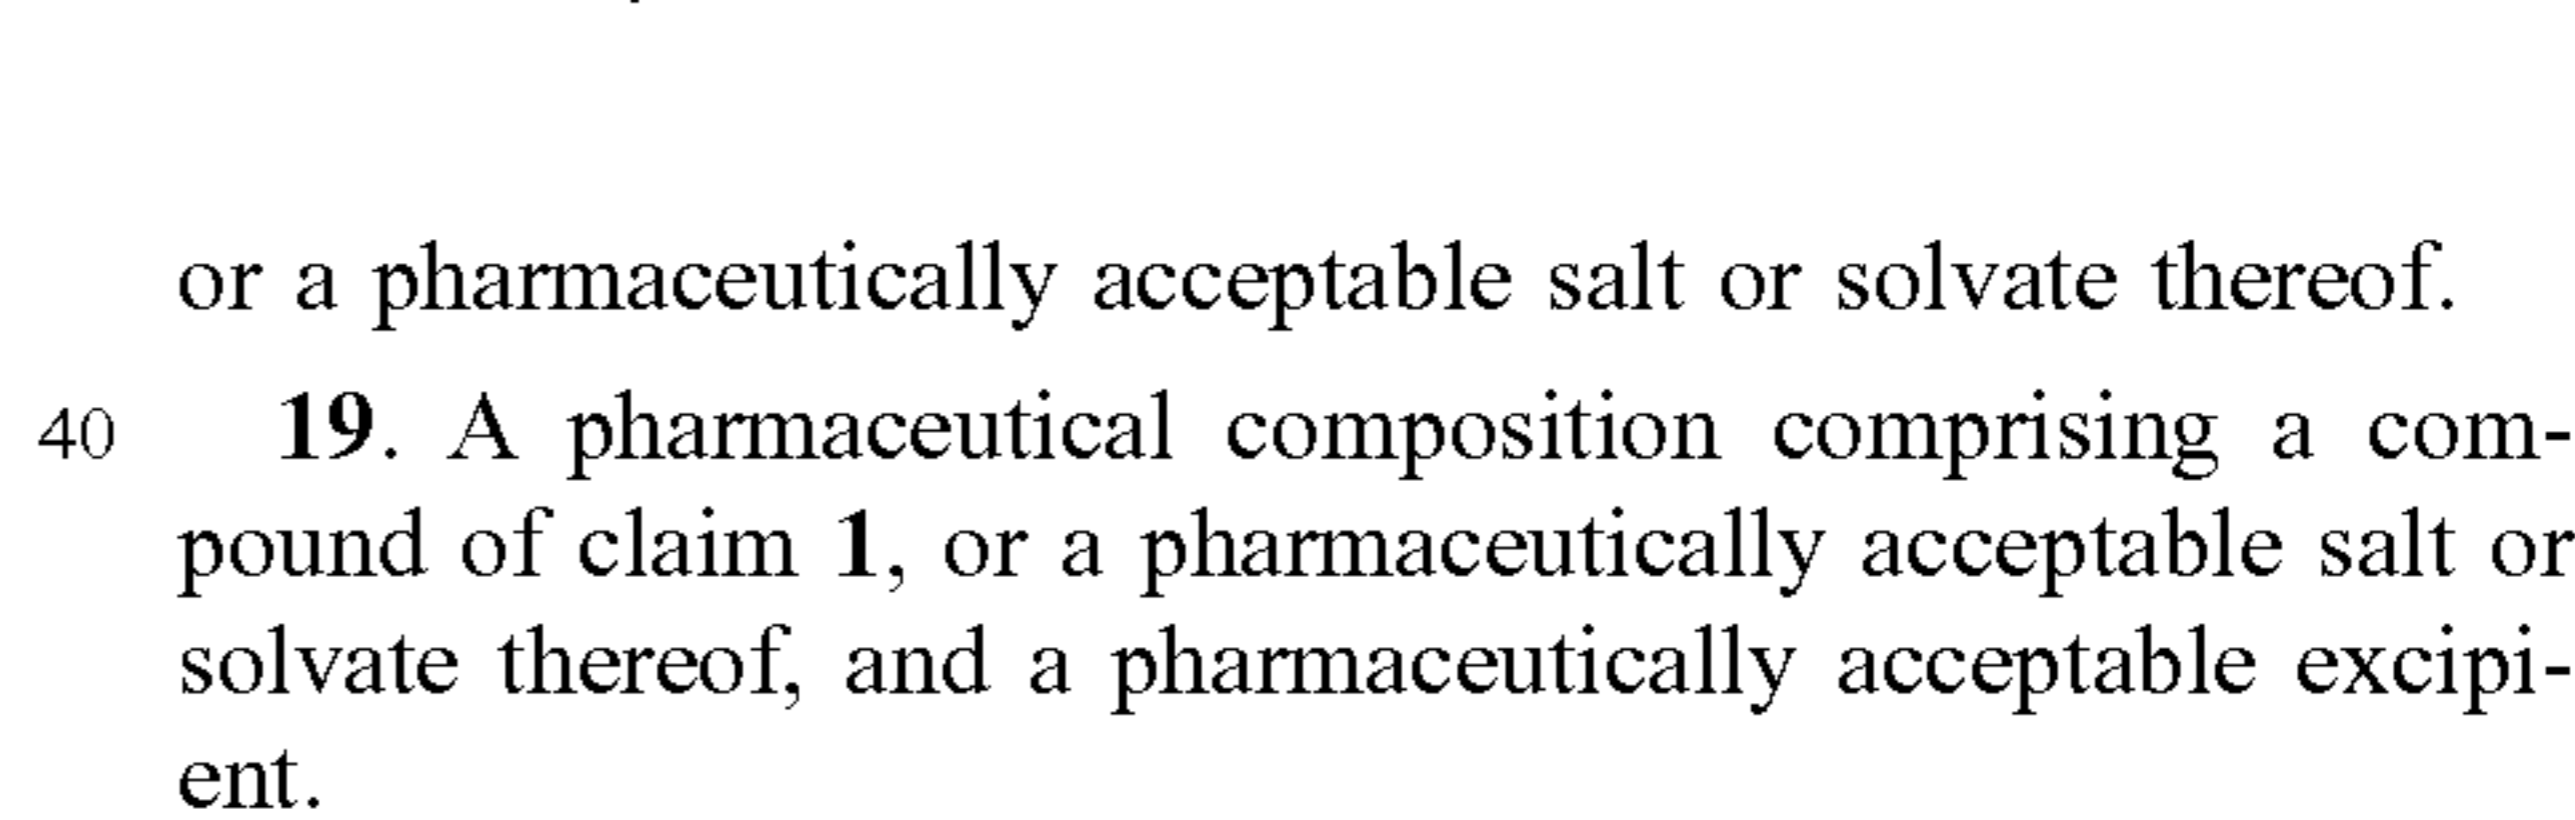 or a pharmaceutically acceptable salt or solvate thereof.
40 19. A pharmaceutical composition comprising a com-
pound of claim 1, or a pharmaceutically acceptable salt or
solvate thereof, and a pharmaceutically acceptable excipi-
ent.